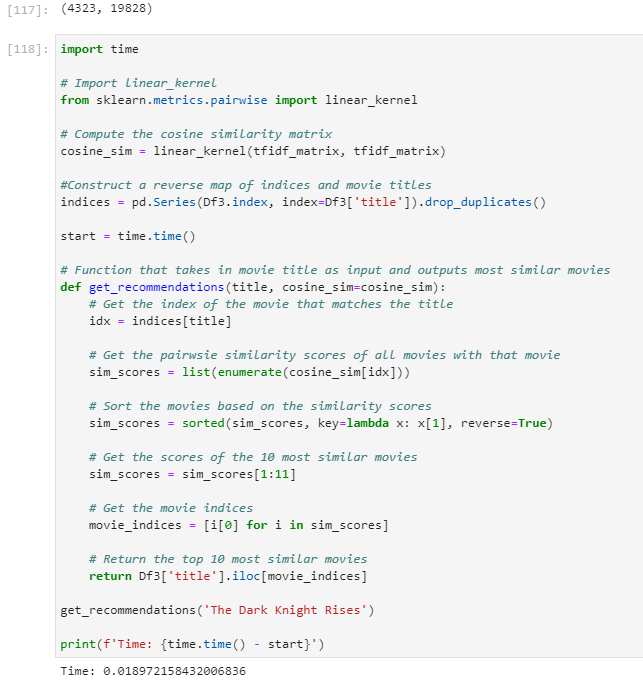 [117]: (4323, 19828)
[118]: import time
# Import linear_kernel
from sklearn.metrics.pairwise import linear_kernel
# Compute the cosine similarity matrix
cosine_sim = linear_kernel(tfidf_matrix, tfidf_matrix)
#Construct a reverse map of indices and movie titles
indices = pd.Series(Df3.index, index=Df3['title']).drop_duplicates()
start = time.time()
# Function that takes in movie title as input and outputs most similar movies
def get_recommendations(title, cosine_sim=cosine_sim):
    # Get the index of the movie that matches the title
    idx = indices[title]
    # Get the pairwsie similarity scores of all movies with that movie
    sim_scores = list(enumerate(cosine_sim[idx]))
    # Sort the movies based on the similarity scores
    sim_scores = sorted(sim_scores, key=lambda x: x[1], reverse=True)
    # Get the scores of the 10 most similar movies
    sim_scores = sim_scores[1:11]
    # Get the movie indices
    movie_indices = [i[0] for i in sim_scores]
    # Return the top 10 most similar movies
    return Df3['title'].iloc[movie_indices]
get_recommendations('The Dark Knight Rises')
print(f'Time: {time.time() - start}')
Time: 0.018972158432006836